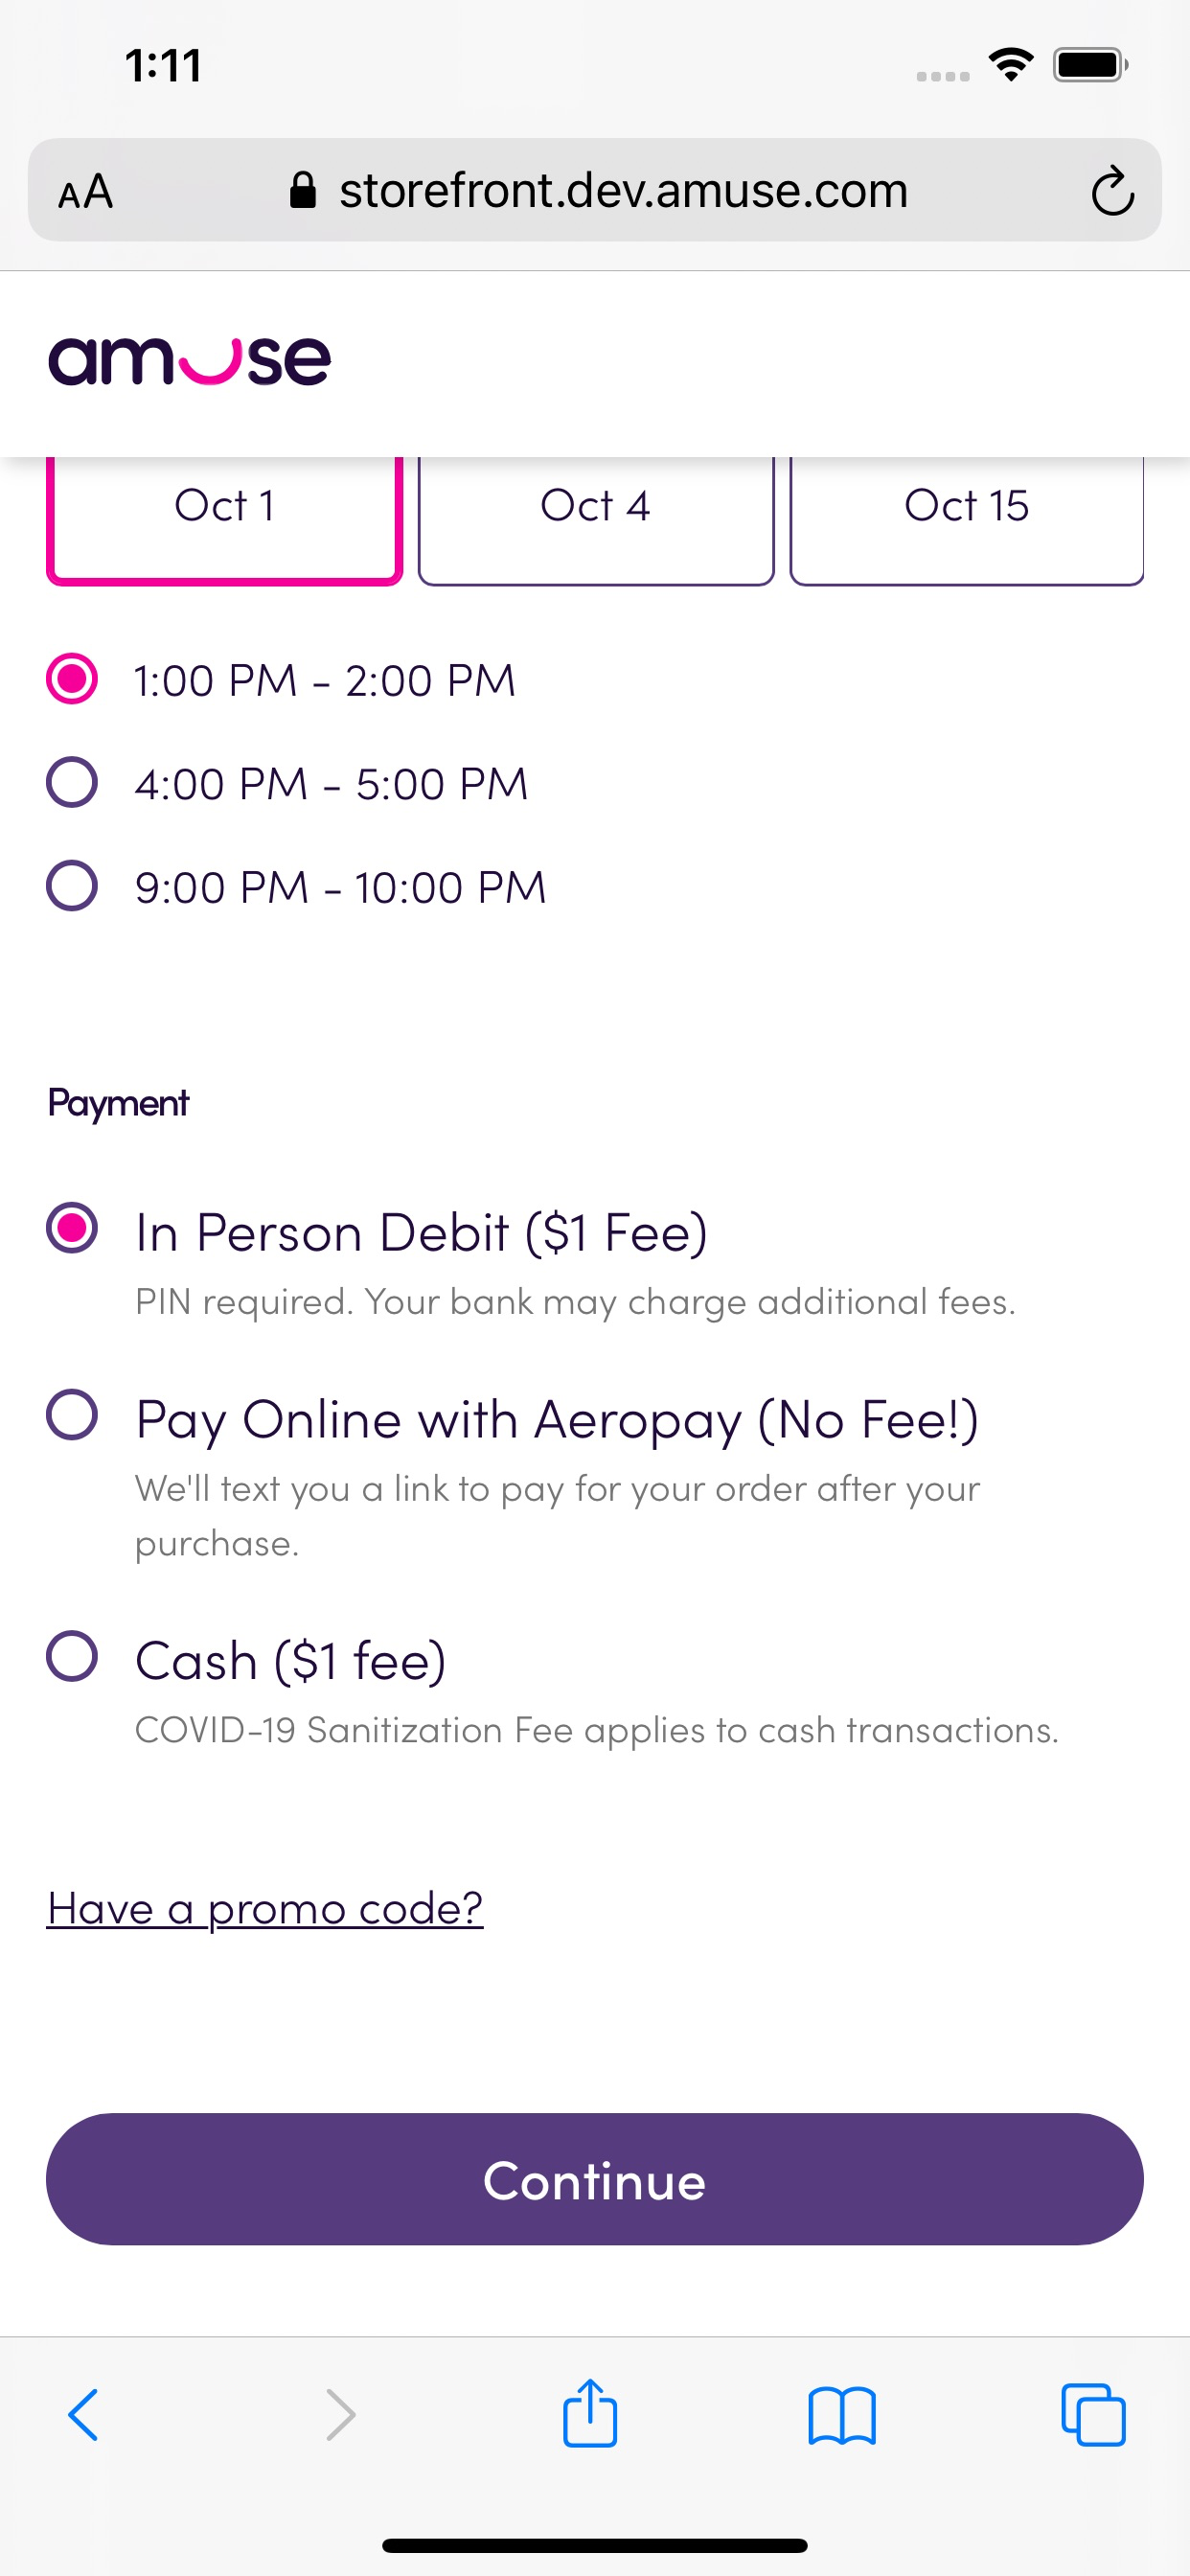 1:11
AA storefront.dev.amuse.com
amuse
Oct 1 Oct 4 Oct 15
1:00 PM - 2:00 PM
4:00 PM - 5:00 PM
9:00 PM - 10:00 PM
Payment
In Person Debit ($1 Fee)
PIN required. Your bank may charge additional fees.
Pay Online with Aeropay (No Fee!)
We'll text you a link to pay for your order after your
purchase.
Cash ($1 fee)
COVID-19 Sanitization Fee applies to cash transactions.
Have a promo code?
Continue